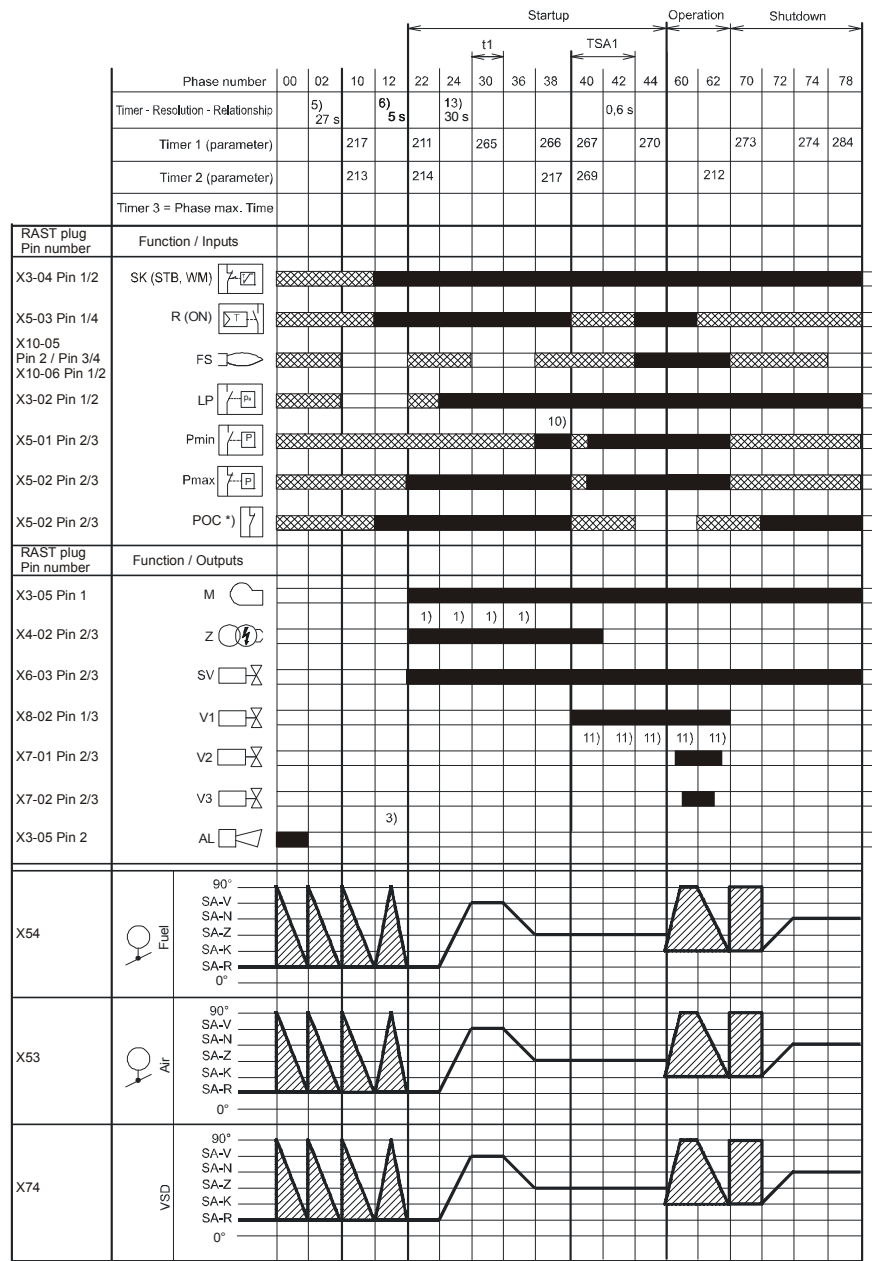 Startup Operation Shutdown
t1 TSA1
Phase number 00 02 10 12 22 24 30 36 38 40 42 44 60 62 70 72 74 78
Timer - Resolution - Relationship 5) 27 s 6) 5 s 13) 30 s 0,6 s
Timer 1 (parameter) 217 211 265 266 267 270 273 274 284
Timer 2 (parameter) 213 214 217 269 212
Timer 3 = Phase max. Time
RAST plug
Pin number
Function / Inputs
X3-04 Pin 1/2 SK (STB, WM)
X5-03 Pin 1/4 R (ON) T
X10-05
Pin 2 / Pin 3/4
X10-06 Pin 1/2
FS
X3-02 Pin 1/2 LP
10)
X5-01 Pin 2/3 Pmin P
X5-02 Pin 2/3 Pmax P
X5-02 Pin 2/3 POC *)
RAST plug
Pin number
Function / Outputs
X3-05 Pin 1 M
1) 1) 1) 1)
X4-02 Pin 2/3 Z
X6-03 Pin 2/3 SV
X8-02 Pin 1/3 V1
11) 11) 11) 11) 11)
X7-01 Pin 2/3 V2
X7-02 Pin 2/3 V3
3)
X3-05 Pin 2 AL
X54
Fuel
90°
SA-V
SA-N
SA-Z
SA-K
SA-R
0°
X53
Air
90°
SA-V
SA-N
SA-Z
SA-K
SA-R
0°
X74
VSD
90°
SA-V
SA-N
SA-Z
SA-K
SA-R
0°